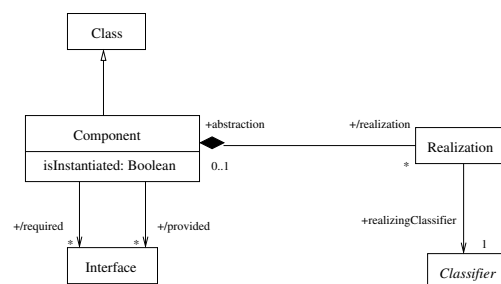 Class
Component
isInstantiated: Boolean
+abstraction
0..1
+/realization
*
Realization
+/required
*
+/provided
*
Interface
+realizingClassifier
1
Classifier